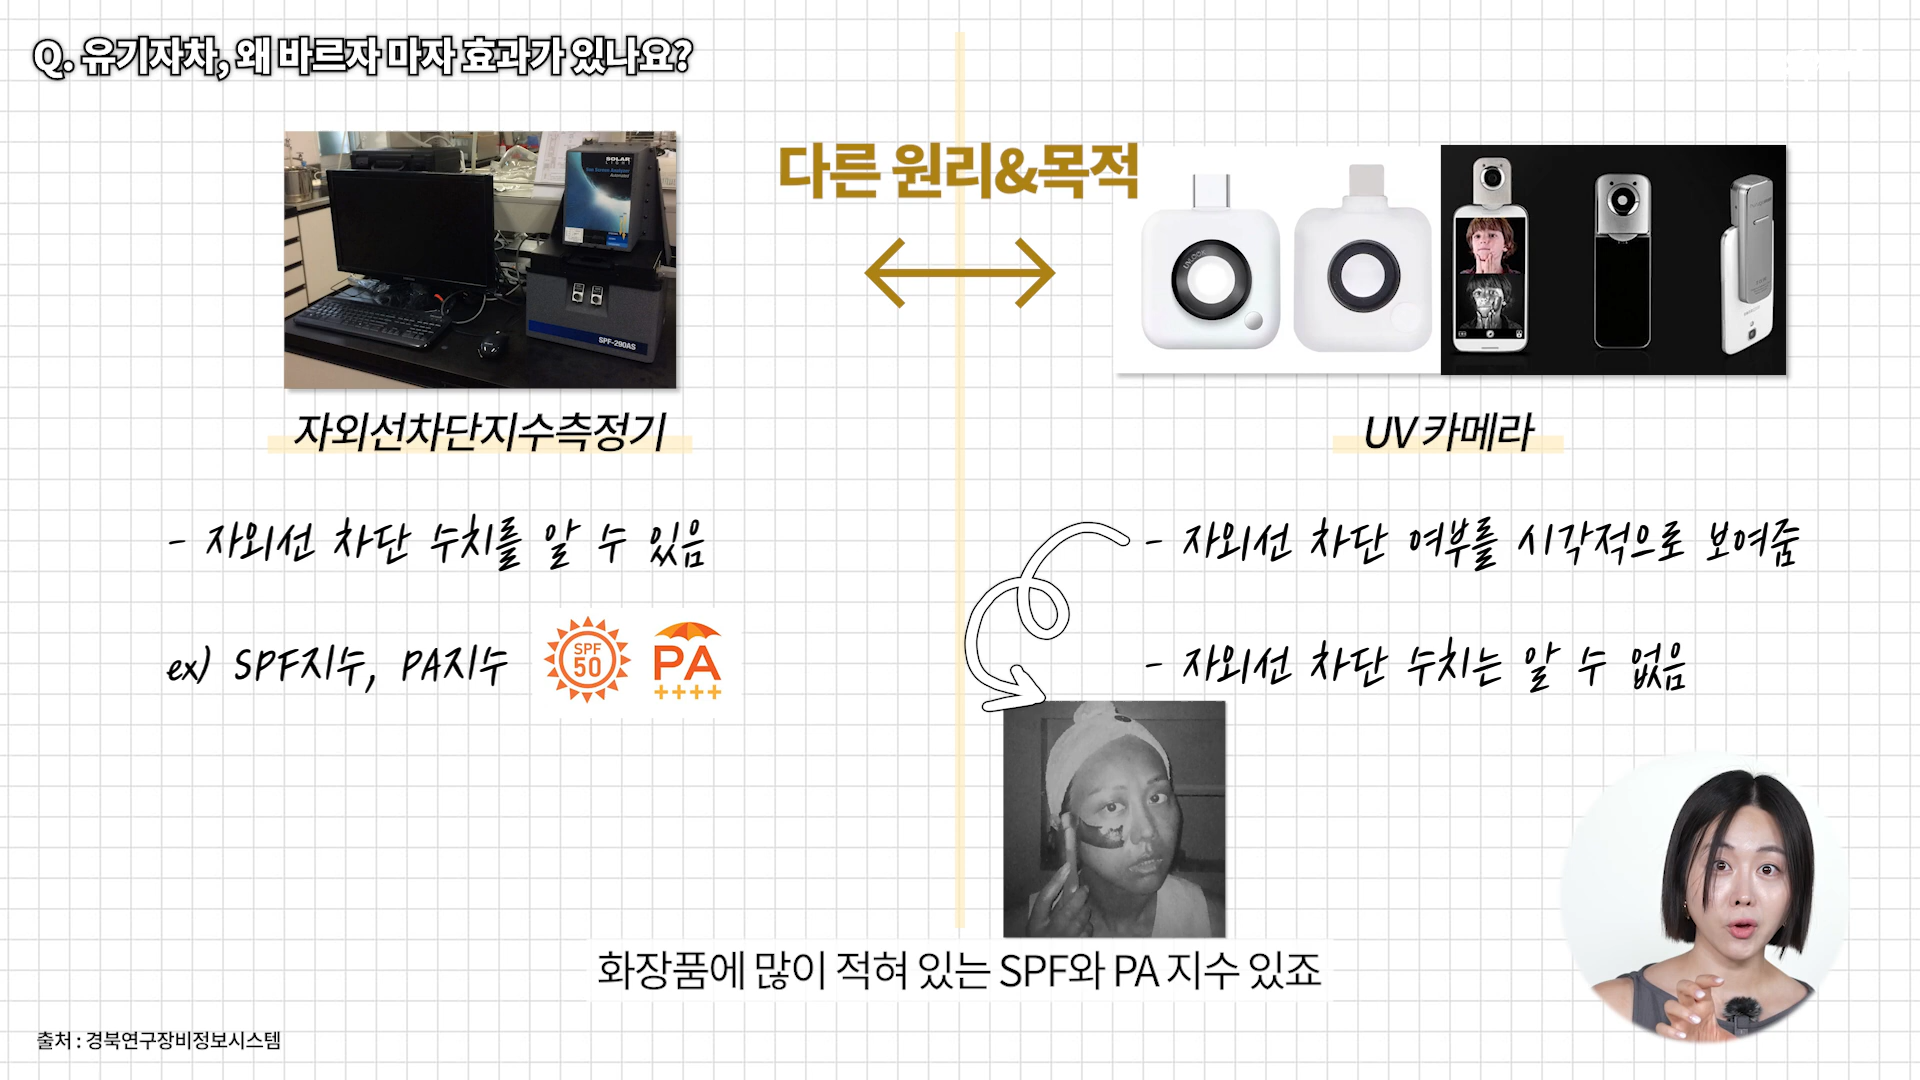 Q. 유기자차, 왜 바르자 마자 효과가 있나요?
다른 원리&목적
SOLAR
LIGHT
SPF-290AS
자외선차단지수측정기
UV 카메라
- 자외선 차단 수치를 알 수 있음
ex) SPF지수, PA지수
SPF
50
PA
++++
- 자외선 차단 여부를 시각적으로 보여줌
- 자외선 차단 수치는 알 수 없음
화장품에 많이 적혀 있는 SPF와 PA 지수 있죠
출처 : 경북연구장비정보시스템